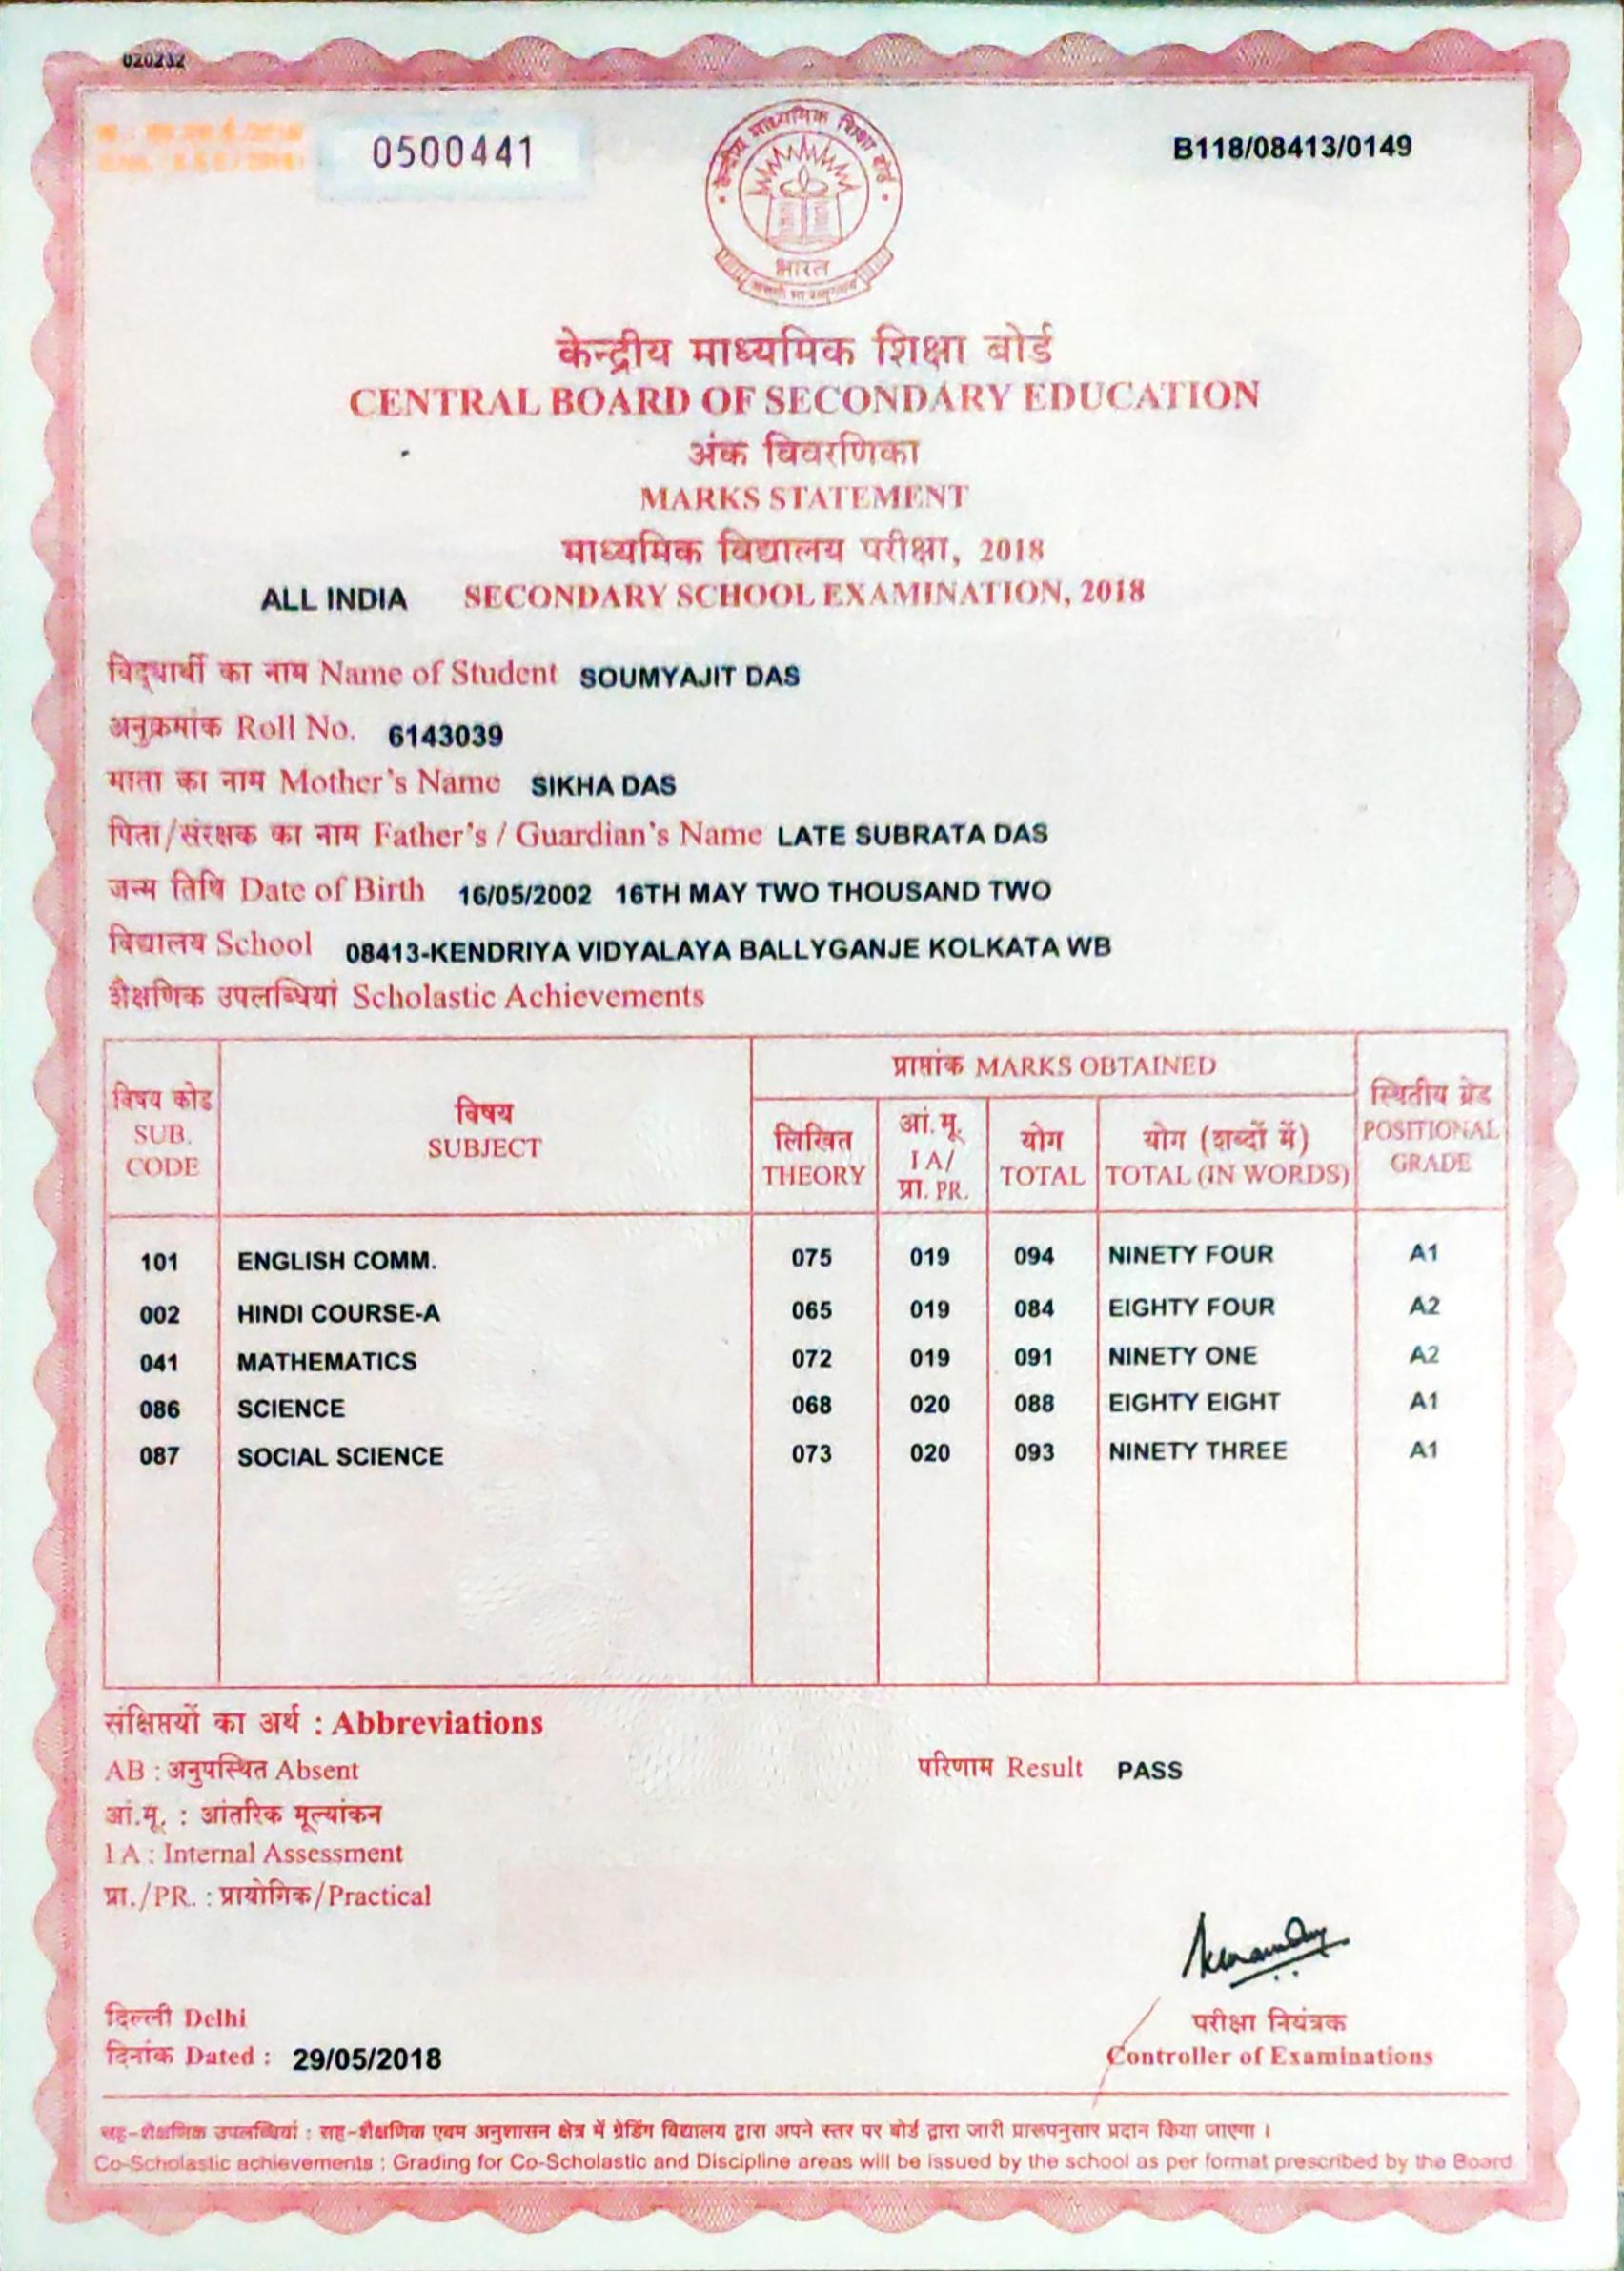 020232
0500441
B118/08413/0149
केन्द्रीय माध्यमिक शिक्षा बोर्ड
भारत
केन्द्रीय माध्यमिक शिक्षा बोर्ड
CENTRAL BOARD OF SECONDARY EDUCATION
अंक विवरणिका
MARKS STATEMENT
माध्यमिक विद्यालय परीक्षा, 2018
ALL INDIA SECONDARY SCHOOL EXAMINATION, 2018
विद्यार्थी का नाम Name of Student SOUMYAJIT DAS
अनुक्रमांक Roll No. 6143039
माता का नाम Mother's Name SIKHA DAS
पिता/संरक्षक का नाम Father's / Guardian's Name LATE SUBRATA DAS
जन्म तिथि Date of Birth 16/05/2002 16TH MAY TWO THOUSAND TWO
विद्यालय School 08413-KENDRIYA VIDYALAYA BALLYGANJE KOLKATA WB
शैक्षणिक उपलब्धियां Scholastic Achievements
विषय कोड
SUB.
CODE
विषय
SUBJECT
प्राप्तांक MARKS OBTAINED
लिखित
THEORY
आं.मू.
I A/
प्रा. PR.
योग
TOTAL
योग (शब्दों में)
TOTAL (IN WORDS)
स्थितीय ग्रेड
POSITIONAL
GRADE
101 ENGLISH COMM. 075 019 094 NINETY FOUR A1
002 HINDI COURSE-A 065 019 084 EIGHTY FOUR A2
041 MATHEMATICS 072 019 091 NINETY ONE A2
086 SCIENCE 068 020 088 EIGHTY EIGHT A1
087 SOCIAL SCIENCE 073 020 093 NINETY THREE A1
संक्षिप्तयों का अर्थ : Abbreviations
AB : अनुपस्थित Absent
परिणाम Result PASS
आं.मू. : आंतरिक मूल्यांकन
I A : Internal Assessment
प्रा./PR. : प्रायोगिक/Practical
दिल्ली Delhi
दिनांक Dated : 29/05/2018
परीक्षा नियंत्रक
Controller of Examinations
सह-शैक्षणिक उपलब्धियां : सह-शैक्षणिक एवम अनुशासन क्षेत्र में ग्रेडिंग विद्यालय द्वारा अपने स्तर पर बोर्ड द्वारा जारी प्रारूपनुसार प्रदान किया जाएगा ।
Co-Scholastic achievements : Grading for Co-Scholastic and Discipline areas will be issued by the school as per format prescribed by the Board